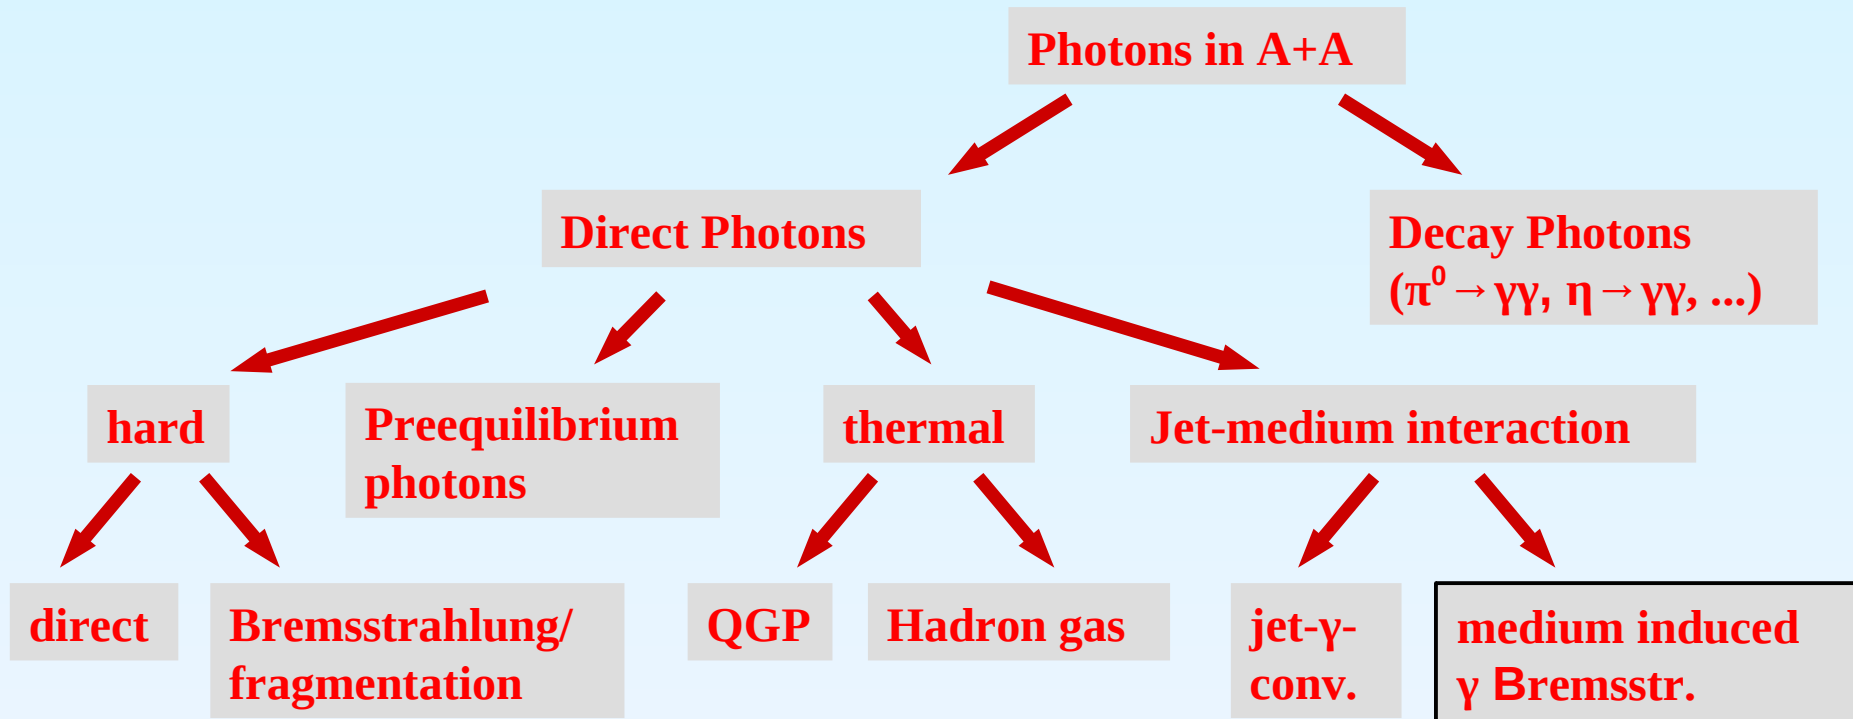 Photons in A+A
Direct Photons
Decay Photons
(π⁰→γγ, η→γγ, ...)
hard
Preequilibrium
photons
thermal
Jet-medium interaction
direct
Bremsstrahlung/
fragmentation
QGP
Hadron gas
jet-γ-
conv.
medium induced
γ Bremsstr.